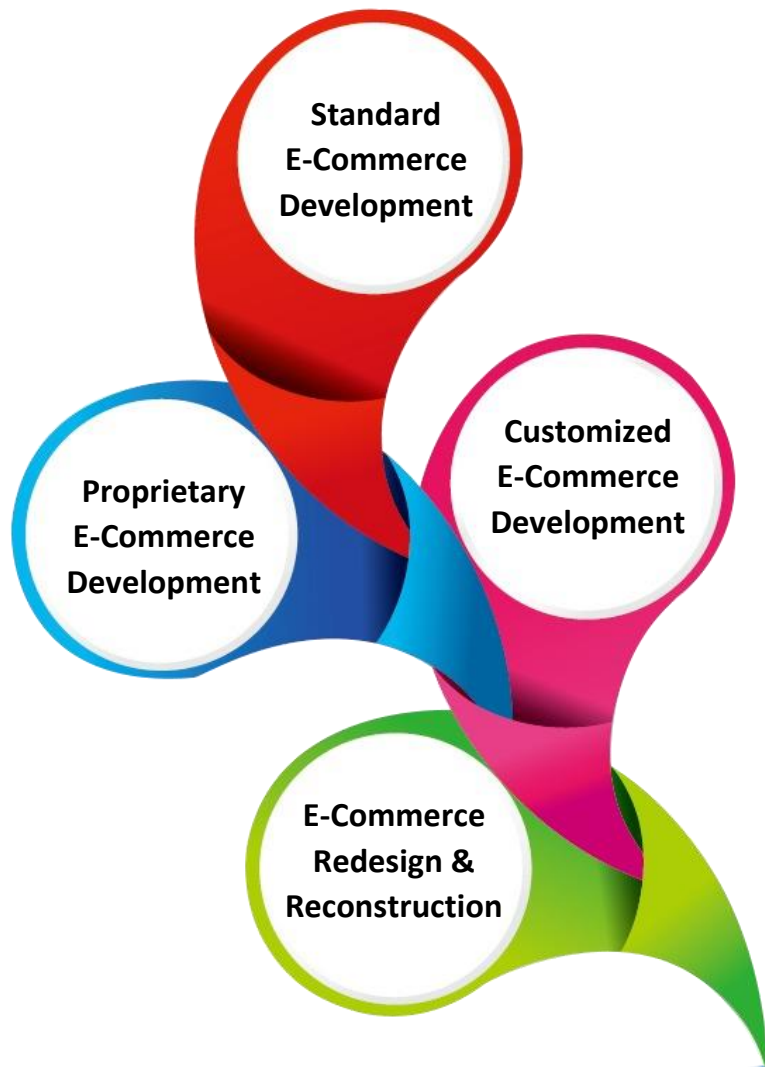 Standard
E-Commerce
Development
Customized
E-Commerce
Development
Proprietary
E-Commerce
Development
E-Commerce
Redesign &
Reconstruction